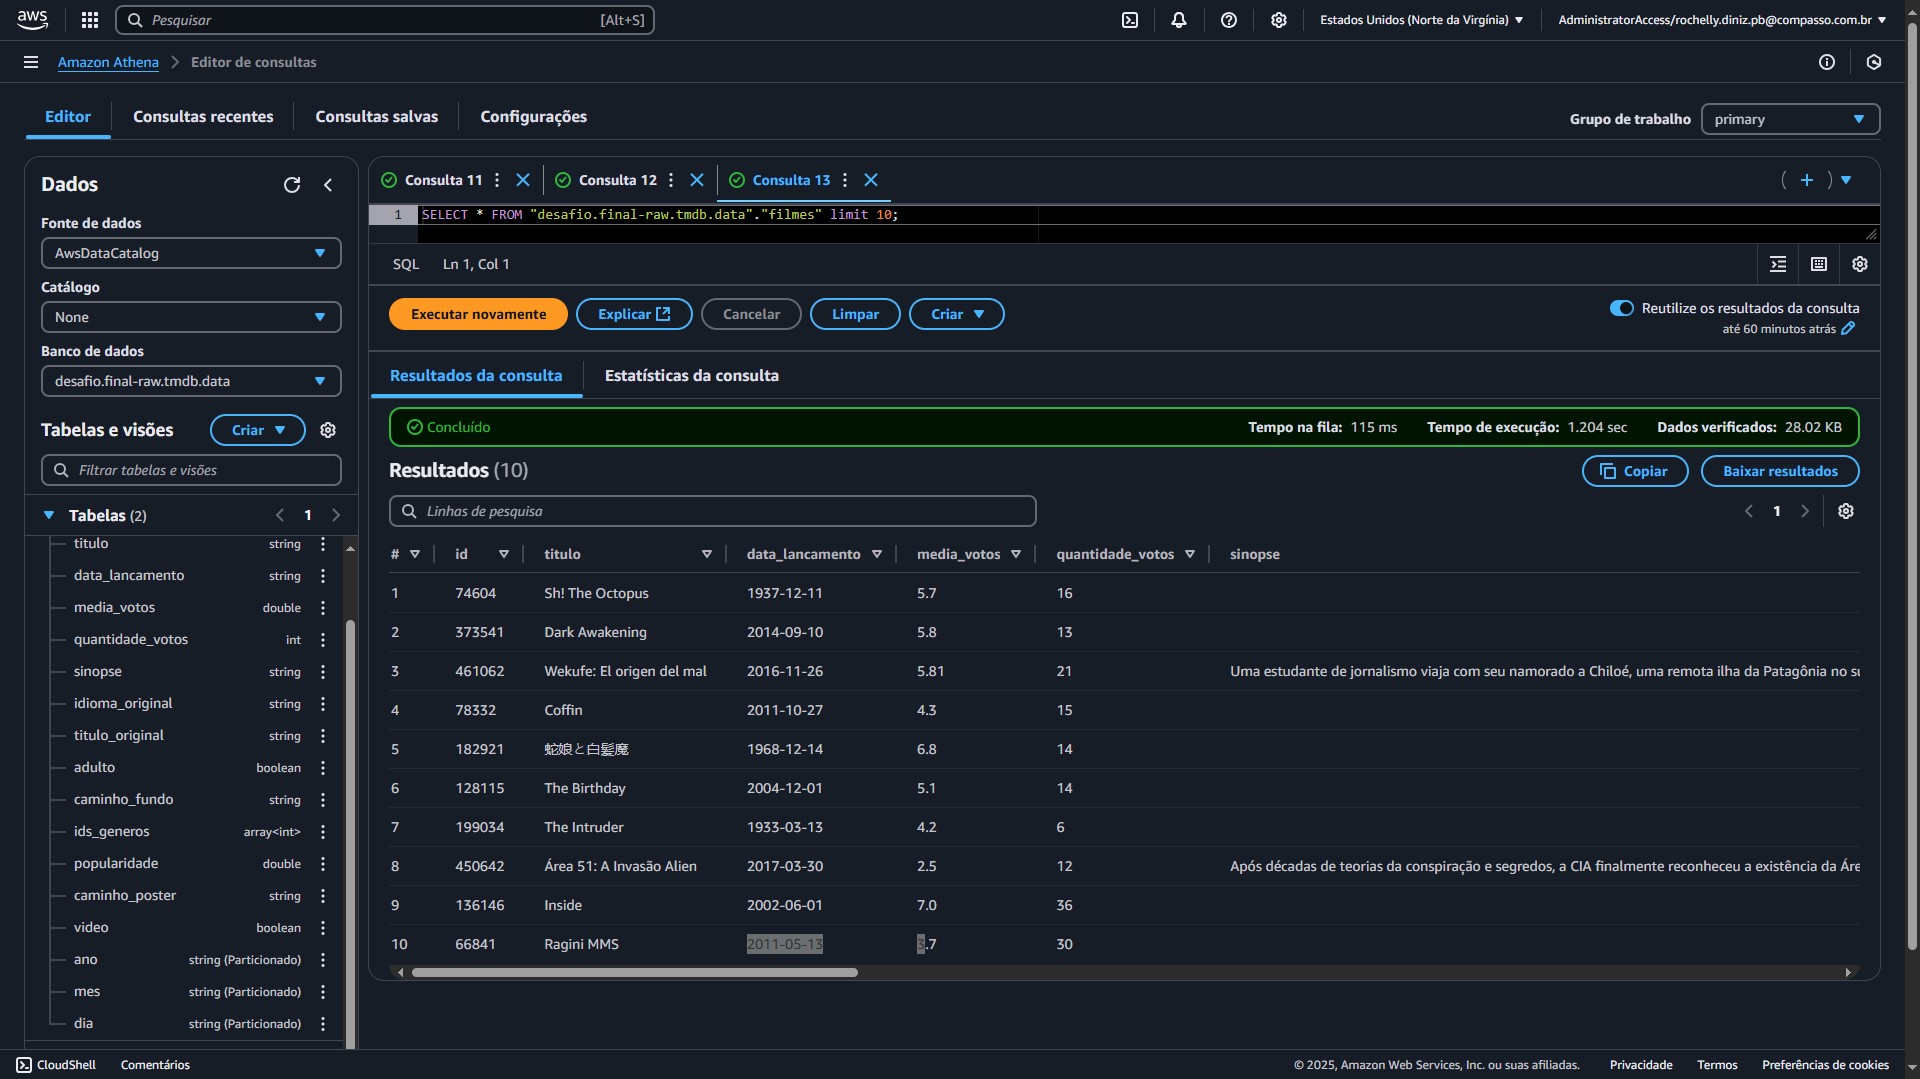 aws
Pesquisar [Alt+S]
Estados Unidos (Norte da Virgínia)
AdministratorAccess/rochelly.diniz.pb@compasso.com.br
Amazon Athena > Editor de consultas
Editor
Consultas recentes
Consultas salvas
Configurações
Grupo de trabalho
primary
Dados
Fonte de dados
AwsDataCatalog
Catálogo
None
Banco de dados
desafio.final-raw.tmdb.data
Tabelas e visões
Criar
Filtrar tabelas e visões
Tabelas (2)
1
titulo string
data_lancamento string
media_votos double
quantidade_votos int
sinopse string
idioma_original string
titulo_original string
adulto boolean
caminho_fundo string
ids_generos array<int>
popularidade double
caminho_poster string
video boolean
ano string (Particionado)
mes string (Particionado)
dia string (Particionado)
Consulta 11
Consulta 12
Consulta 13
1 SELECT * FROM "desafio.final-raw.tmdb.data"."filmes" limit 10;
SQL Ln 1, Col 1
Executar novamente
Explicar
Cancelar
Limpar
Criar
Reutilize os resultados da consulta
até 60 minutos atrás
Resultados da consulta
Estatísticas da consulta
Concluído
Tempo na fila: 115 ms
Tempo de execução: 1.204 sec
Dados verificados: 28.02 KB
Resultados (10)
Copiar
Baixar resultados
Linhas de pesquisa
1
# id titulo data_lancamento media_votos quantidade_votos sinopse
1 74604 Sh! The Octopus 1937-12-11 5.7 16
2 373541 Dark Awakening 2014-09-10 5.8 13
3 461062 Wekufe: El origen del mal 2016-11-26 5.81 21 Uma estudante de jornalismo viaja com seu namorado a Chiloé, uma remota ilha da Patagônia no su
4 78332 Coffin 2011-10-27 4.3 15
5 182921 蛇娘と白髪魔 1968-12-14 6.8 14
6 128115 The Birthday 2004-12-01 5.1 14
7 199034 The Intruder 1933-03-13 4.2 6
8 450642 Área 51: A Invasão Alien 2017-03-30 2.5 12 Após décadas de teorias da conspiração e segredos, a CIA finalmente reconheceu a existência da Áre
9 136146 Inside 2002-06-01 7.0 36
10 66841 Ragini MMS 2011-05-13 3.7 30
CloudShell
Comentários
© 2025, Amazon Web Services, Inc. ou suas afiliadas.
Privacidade
Termos
Preferências de cookies